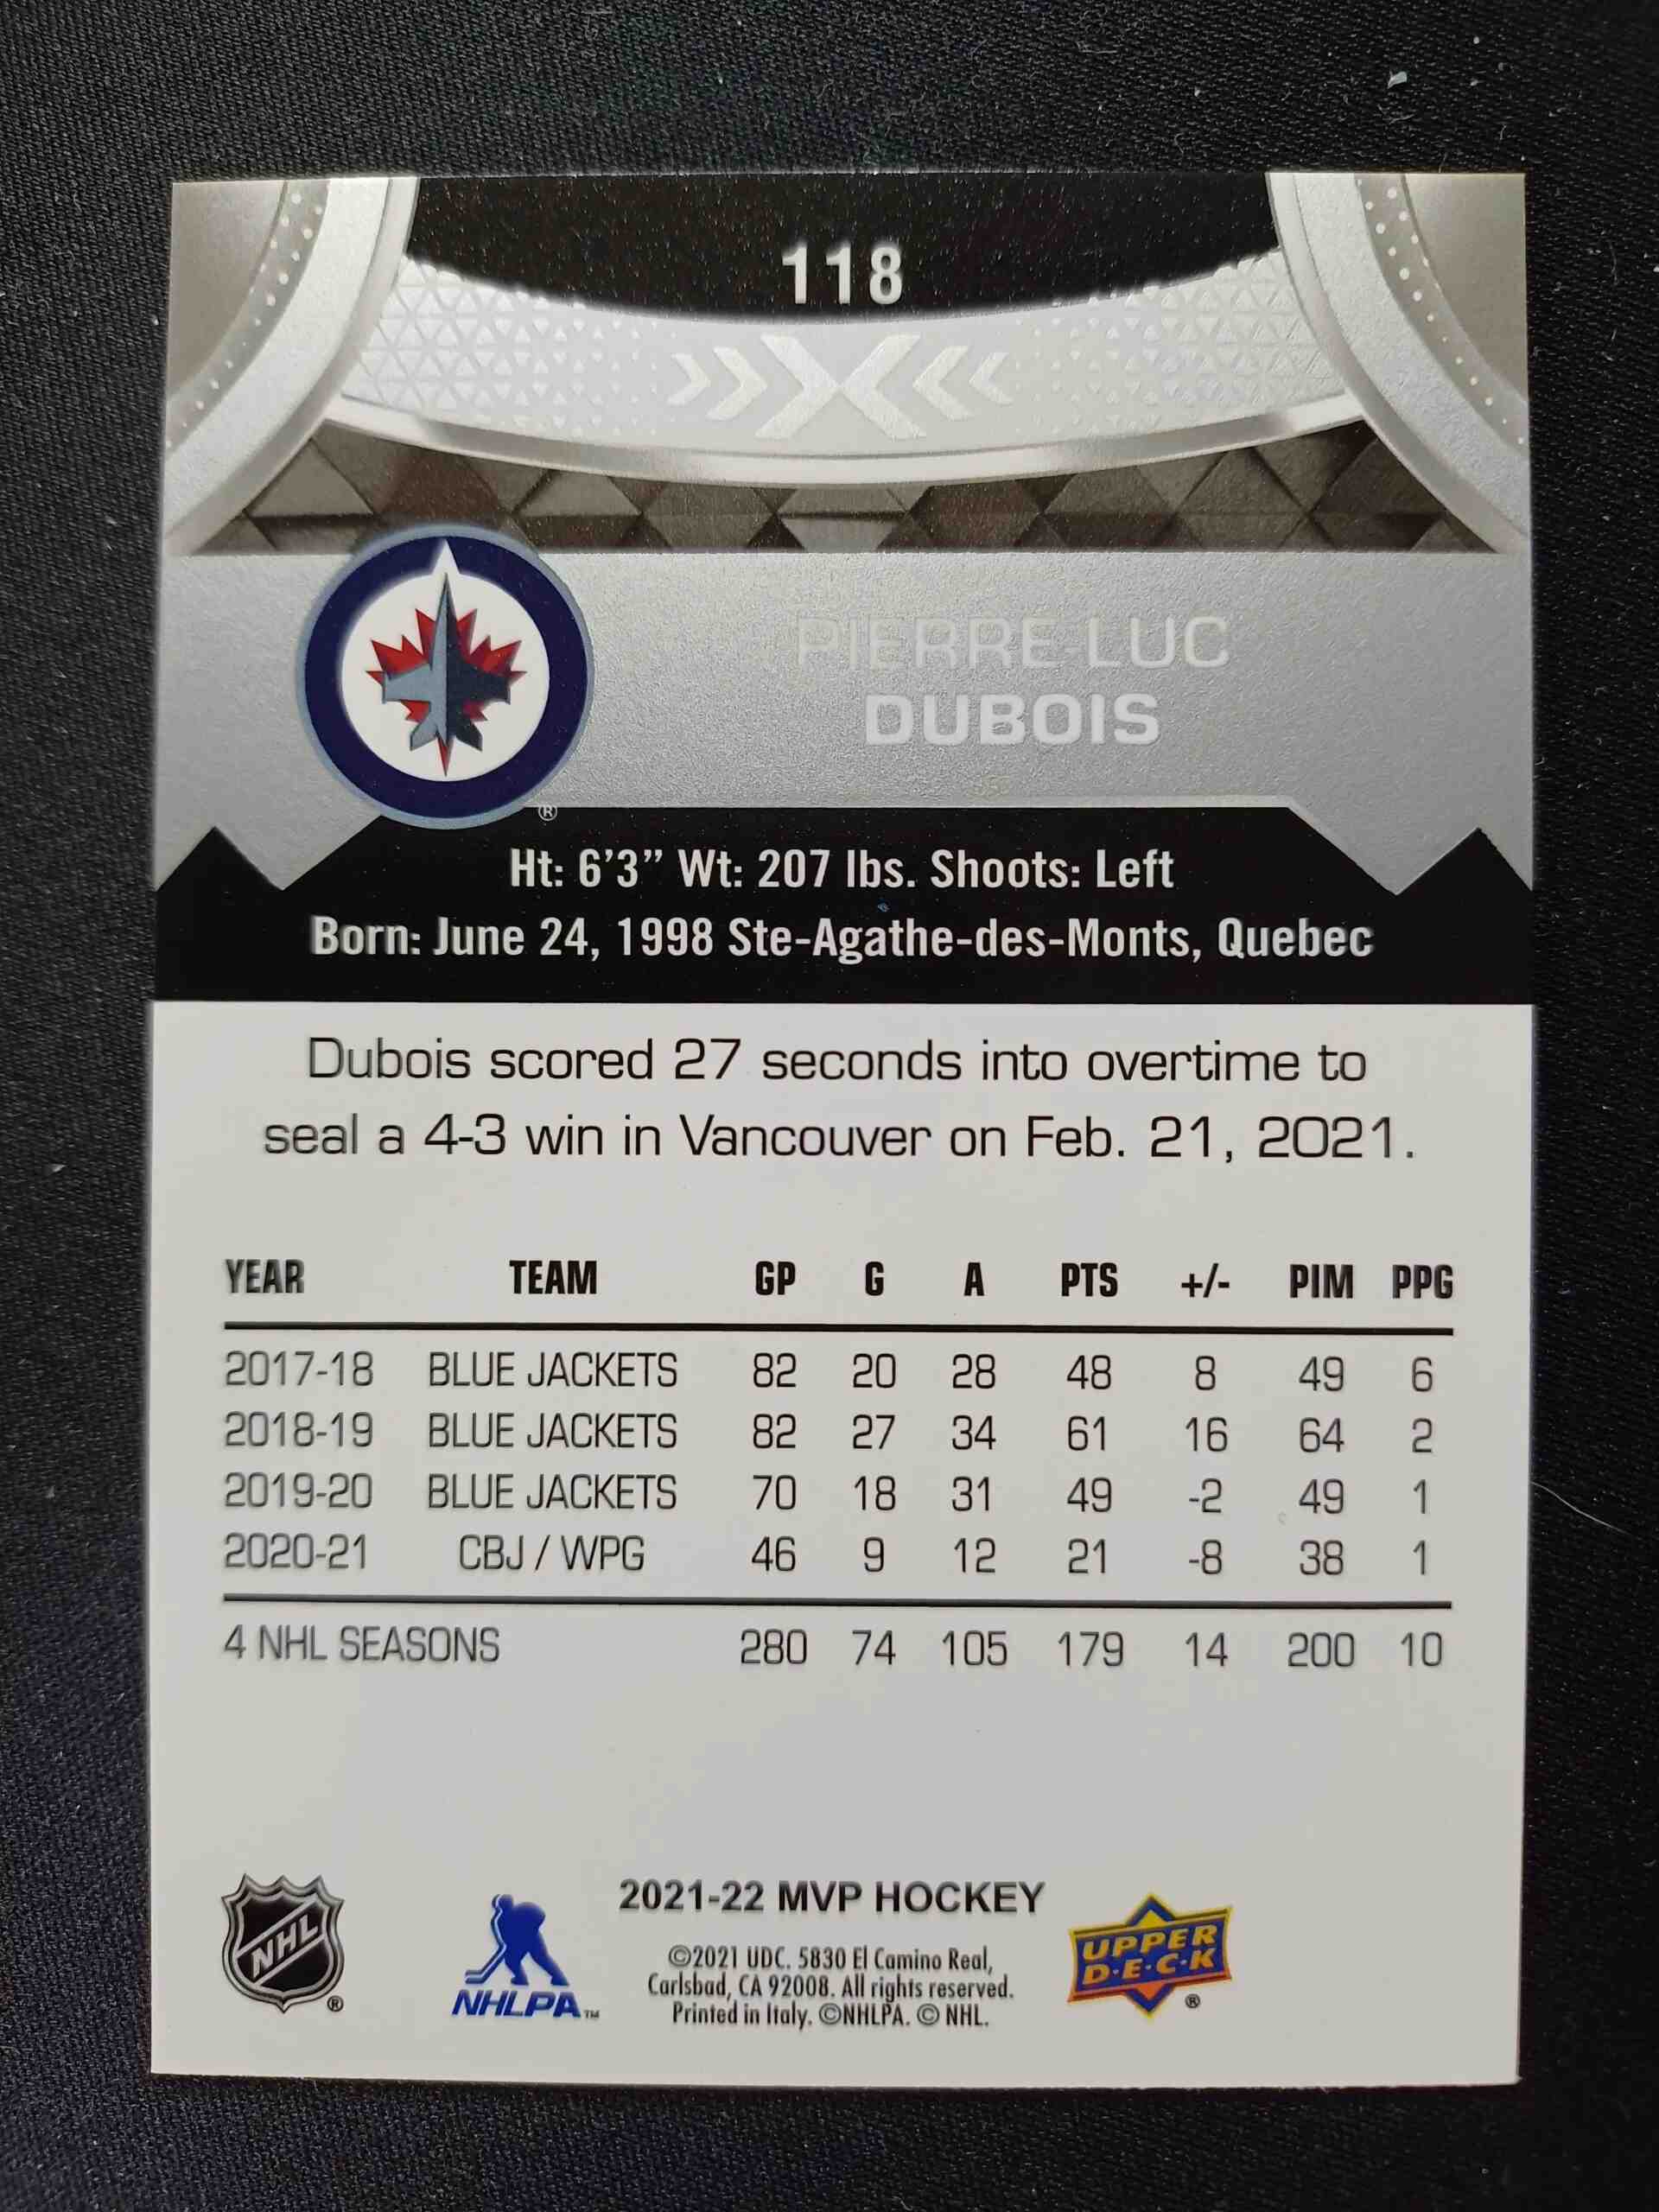 118
PIERRE-LUC
DUBOIS
®
Ht: 6'3" Wt: 207 lbs. Shoots: Left
Born: June 24, 1998 Ste-Agathe-des-Monts, Quebec
Dubois scored 27 seconds into overtime to
seal a 4-3 win in Vancouver on Feb. 21, 2021.
YEAR TEAM GP G A PTS +/- PIM PPG
2017-18 BLUE JACKETS 82 20 28 48 8 49 6
2018-19 BLUE JACKETS 82 27 34 61 16 64 2
2019-20 BLUE JACKETS 70 18 31 49 -2 49 1
2020-21 CBJ / WPG 46 9 12 21 -8 38 1
4 NHL SEASONS 280 74 105 179 14 200 10
NHL ®
NHLPA™
2021-22 MVP HOCKEY
©2021 UDC. 5830 El Camino Real,
Carlsbad, CA 92008. All rights reserved.
Printed in Italy. ©NHLPA. © NHL.
UPPER
D·E·C·K
®